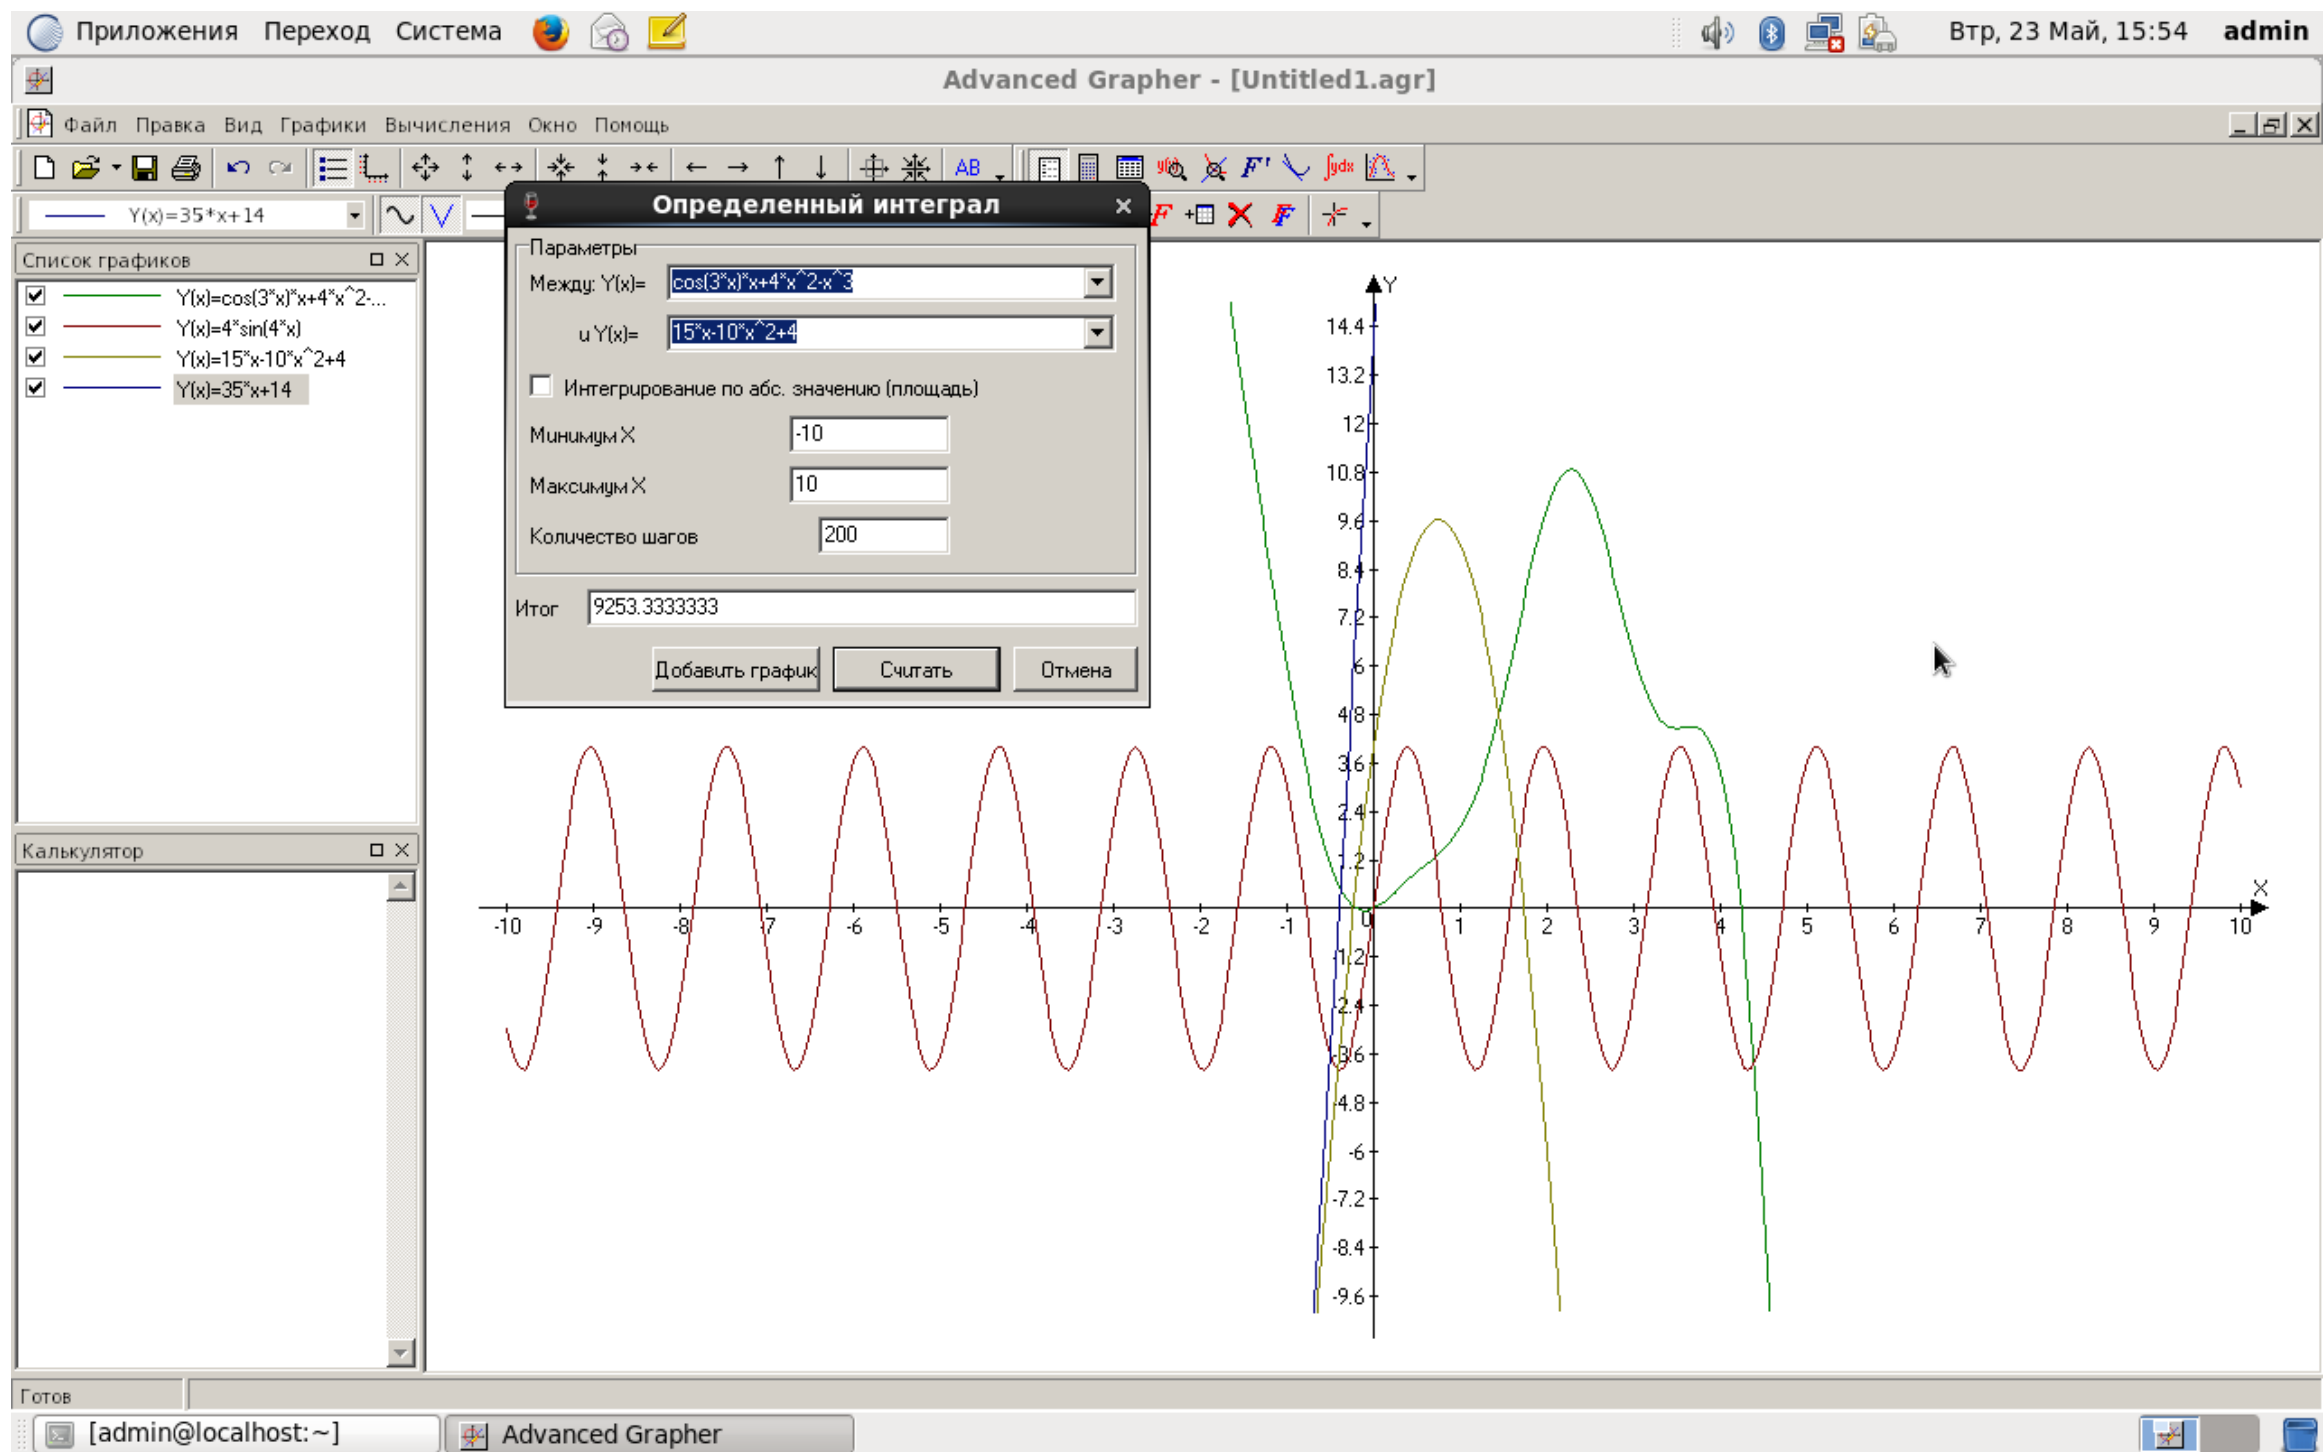 Приложения Переход Система Втр, 23 Май, 15:54 admin
Advanced Grapher - [Untitled1.agr]
Файл Правка Вид Графики Вычисления Окно Помощь
AB F' ∫ydx
Y(x)=35*x+14
Определенный интеграл
Список графиков
Y(x)=cos(3*x)*x+4*x^2-...
Y(x)=4*sin(4*x)
Y(x)=15*x-10*x^2+4
Y(x)=35*x+14
Параметры
Между: Y(x)= cos(3*x)*x+4*x^2-x^3
и Y(x)= 15*x-10*x^2+4
Интегрирование по абс. значению (площадь)
Минимум X -10
Максимум X 10
Количество шагов 200
Итог 9253.3333333
Добавить график Считать Отмена
Калькулятор
Y
14.4
13.2
12
10.8
9.6
8.4
7.2
6
4.8
3.6
2.4
1.2
X
-10 -9 -8 -7 -6 -5 -4 -3 -2 -1 0 1 2 3 4 5 6 7 8 9 10
-1.2
-2.4
-3.6
-4.8
-6
-7.2
-8.4
-9.6
Готов
[admin@localhost:~] Advanced Grapher